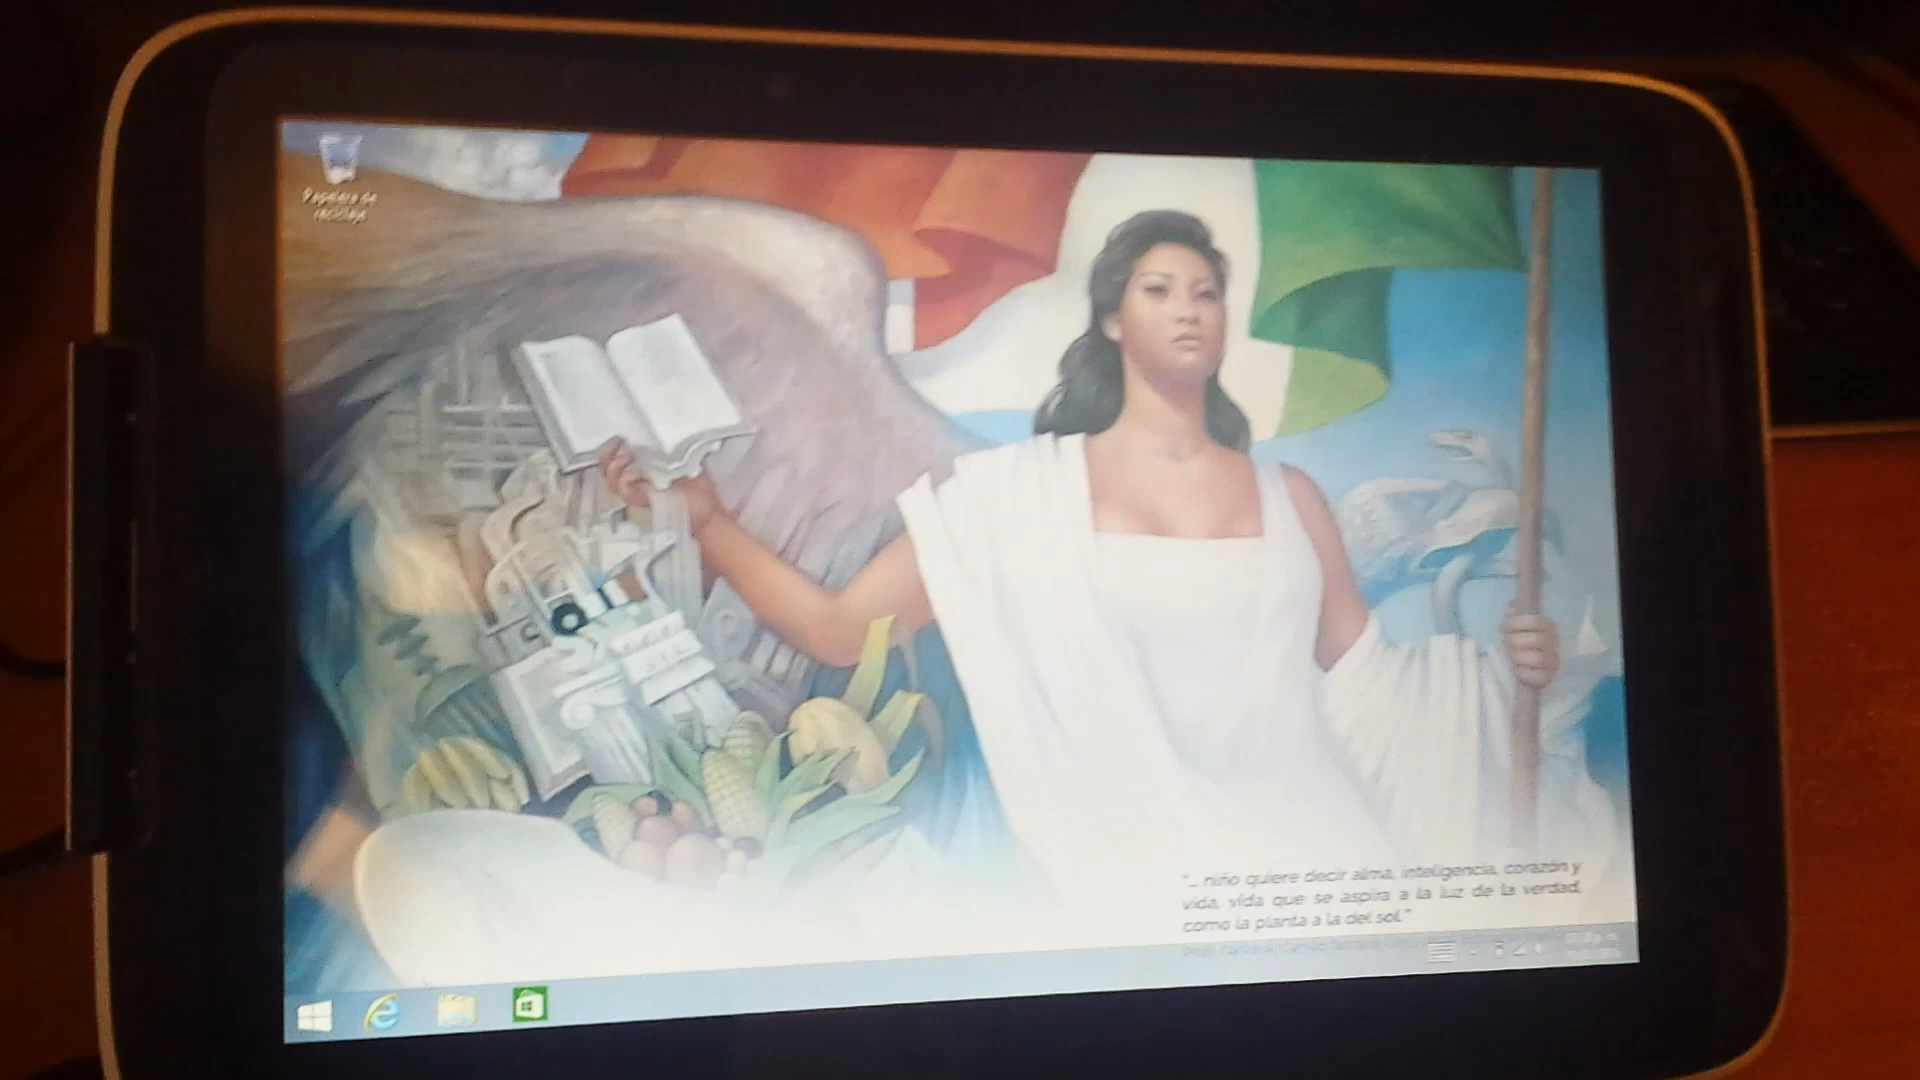 Papelera de
reciclaje
"... niño quiere decir alma, inteligencia, corazón y
vida, vida que se aspira a la luz de la verdad,
como la planta a la del sol."